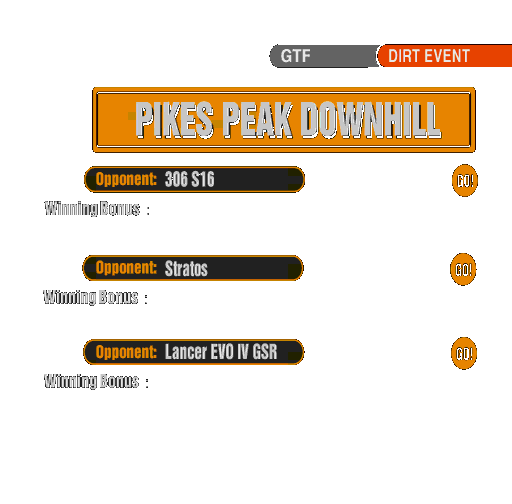 GTF DIRT EVENT
PIKES PEAK DOWNHILL
Opponent: 306 S16 GO!
Winning Bonus :
Opponent: Stratos GO!
Winning Bonus :
Opponent: Lancer EVO IV GSR GO!
Winning Bonus :